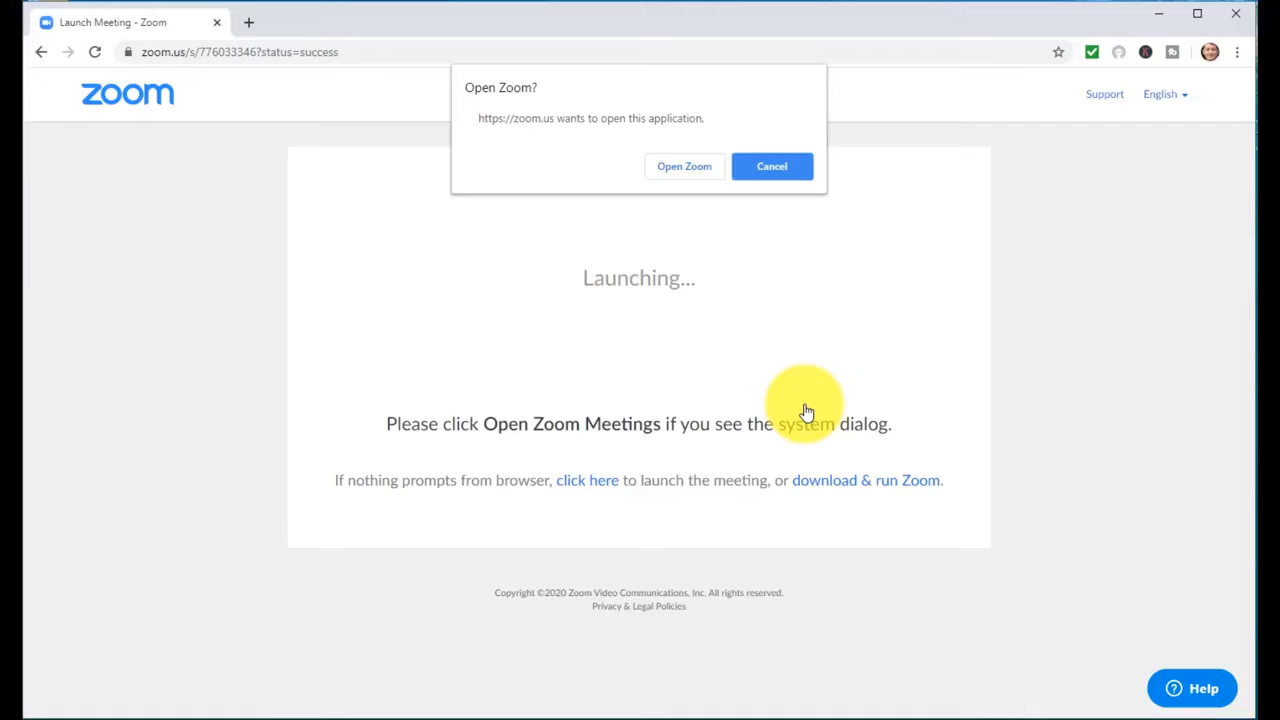 Launch Meeting - Zoom
zoom.us/s/776033346?status=success
Open Zoom?
https://zoom.us wants to open this application.
Open Zoom
Cancel
zoom
Support
English
Launching...
Please click Open Zoom Meetings if you see the system dialog.
If nothing prompts from browser, click here to launch the meeting, or download & run Zoom.
Copyright ©2020 Zoom Video Communications, Inc. All rights reserved.
Privacy & Legal Policies
Help